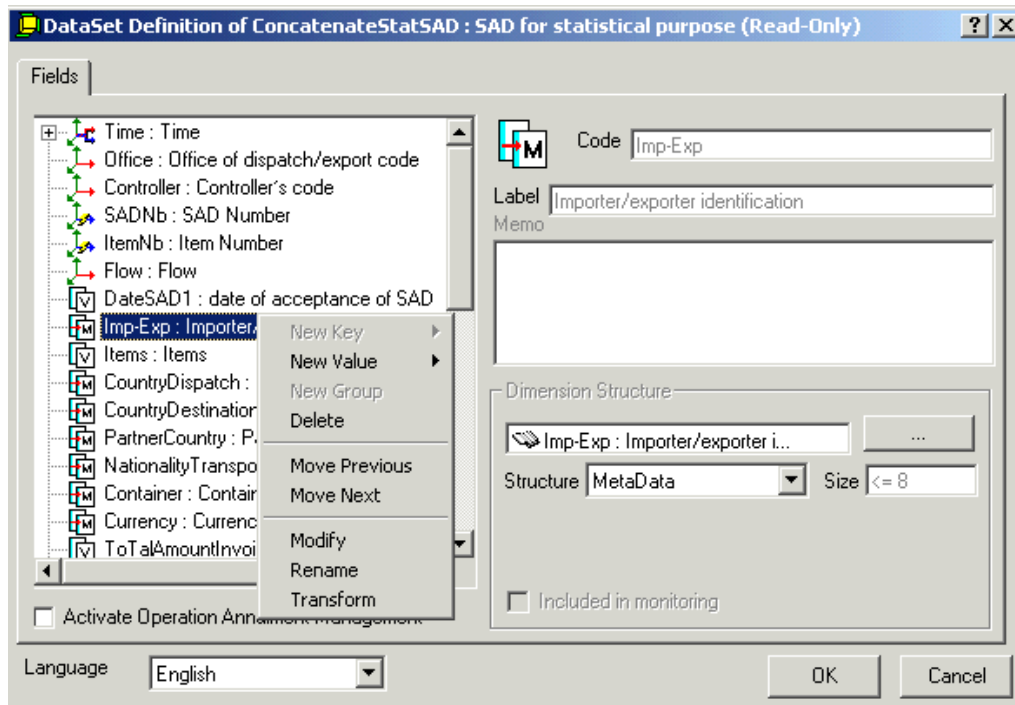 DataSet Definition of ConcatenateStatSAD : SAD for statistical purpose (Read-Only)
Fields
Time : Time
Office : Office of dispatch/export code
Controller : Controller's code
SADNb : SAD Number
ItemNb : Item Number
Flow : Flow
DateSAD1 : date of acceptance of SAD
Imp-Exp : Importer/
Items : Items
CountryDispatch :
CountryDestination
PartnerCountry : P
NationalityTranspo
Container : Contain
Currency : Currenc
ToTalAmountInvoi
New Key
New Value
New Group
Delete
Move Previous
Move Next
Modify
Rename
Transform
Activate Operation Annulment Management
Code Imp-Exp
Label Importer/exporter identification
Memo
Dimension Structure
Imp-Exp : Importer/exporter i...
...
Structure MetaData
Size <= 8
Included in monitoring
Language English
OK
Cancel